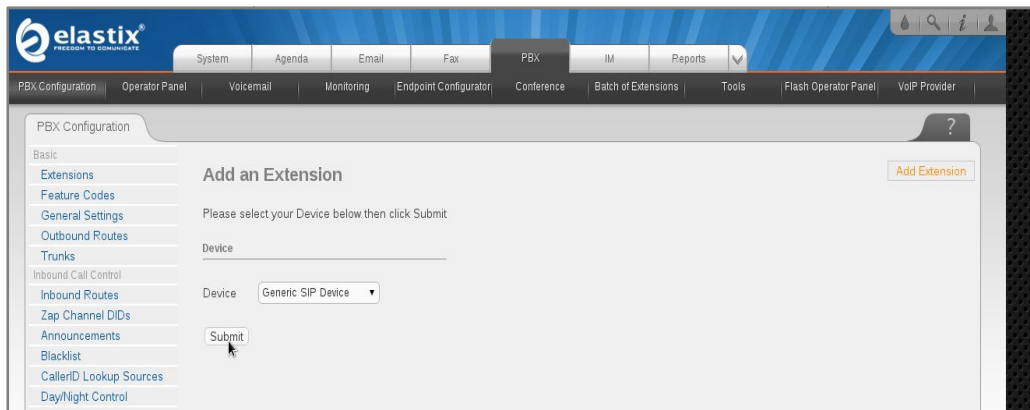 elastix®
FREEDOM TO COMMUNICATE
System Agenda Email Fax PBX IM Reports
PBX Configuration Operator Panel Voicemail Monitoring Endpoint Configurator Conference Batch of Extensions Tools Flash Operator Panel VoIP Provider
PBX Configuration
?
Basic
Extensions
Feature Codes
General Settings
Outbound Routes
Trunks
Inbound Call Control
Inbound Routes
Zap Channel DIDs
Announcements
Blacklist
CallerID Lookup Sources
Day/Night Control
Add an Extension
Add Extension
Please select your Device below then click Submit
Device
Device Generic SIP Device
Submit